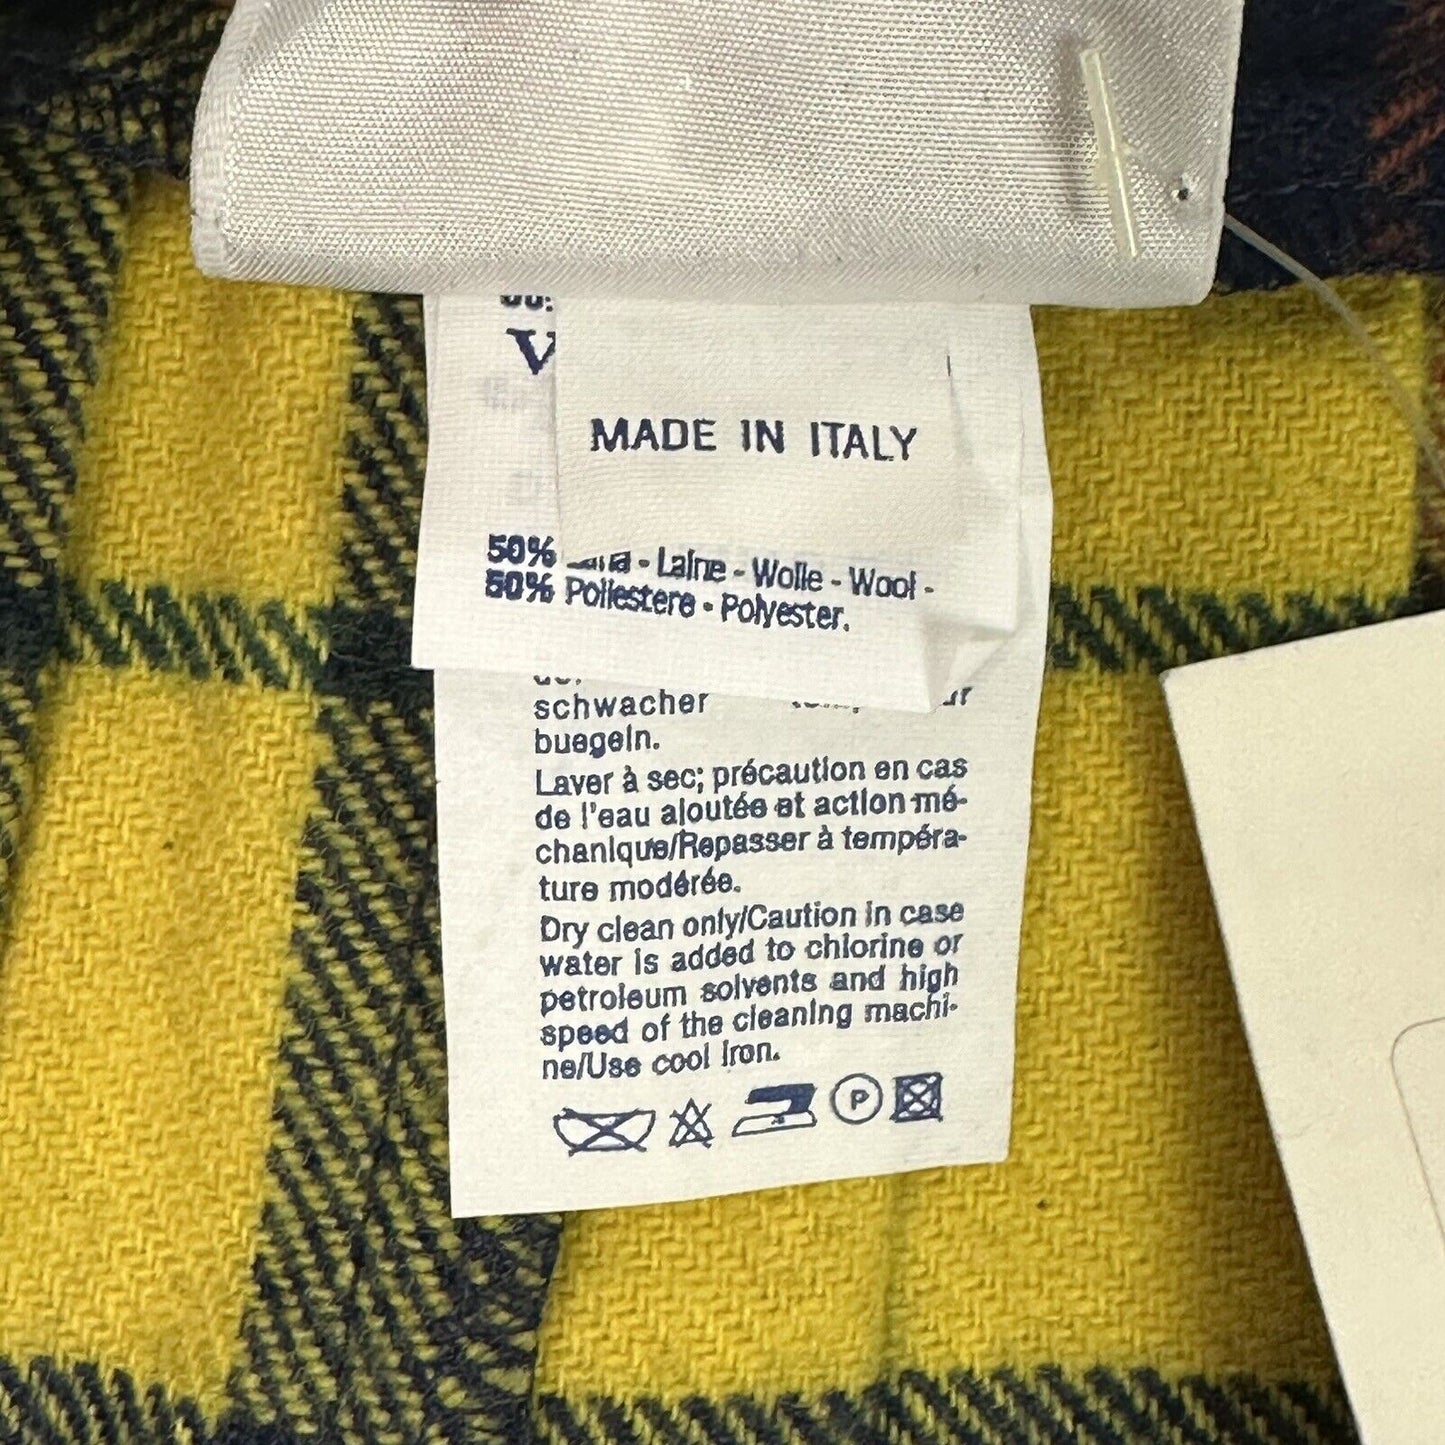 MADE IN ITALY
50% - Laine - Wolle - Wool -
50% Poliestere - Polyester.
schwacher
buegeln.
Laver à sec; précaution en cas
de l'eau ajoutée et action mé-
chanique/Repasser à tempéra-
ture modérée.
Dry clean only/Caution in case
water is added to chlorine or
petroleum solvents and high
speed of the cleaning machi-
ne/Use cool iron.
P